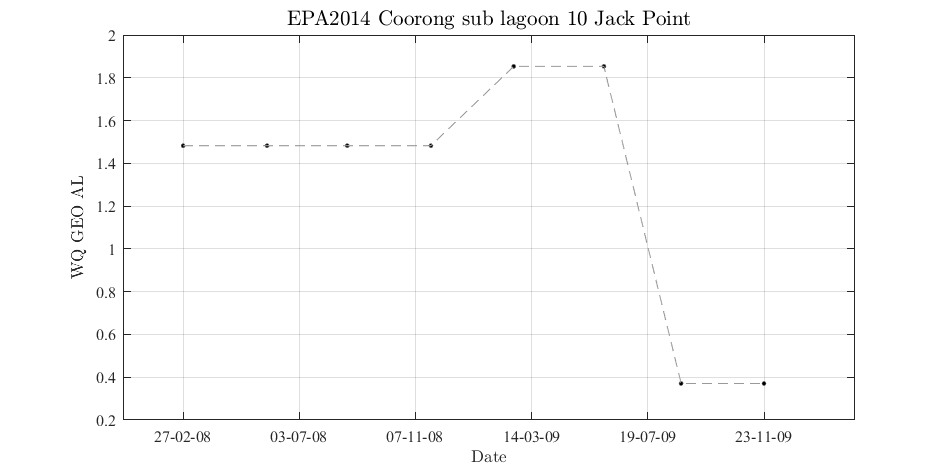 EPA2014 Coorong sub lagoon 10 Jack Point
2
1.8
1.6
1.4
1.2
1
0.8
0.6
0.4
0.2
WQ GEO AL
27-02-08 03-07-08 07-11-08 14-03-09 19-07-09 23-11-09
Date